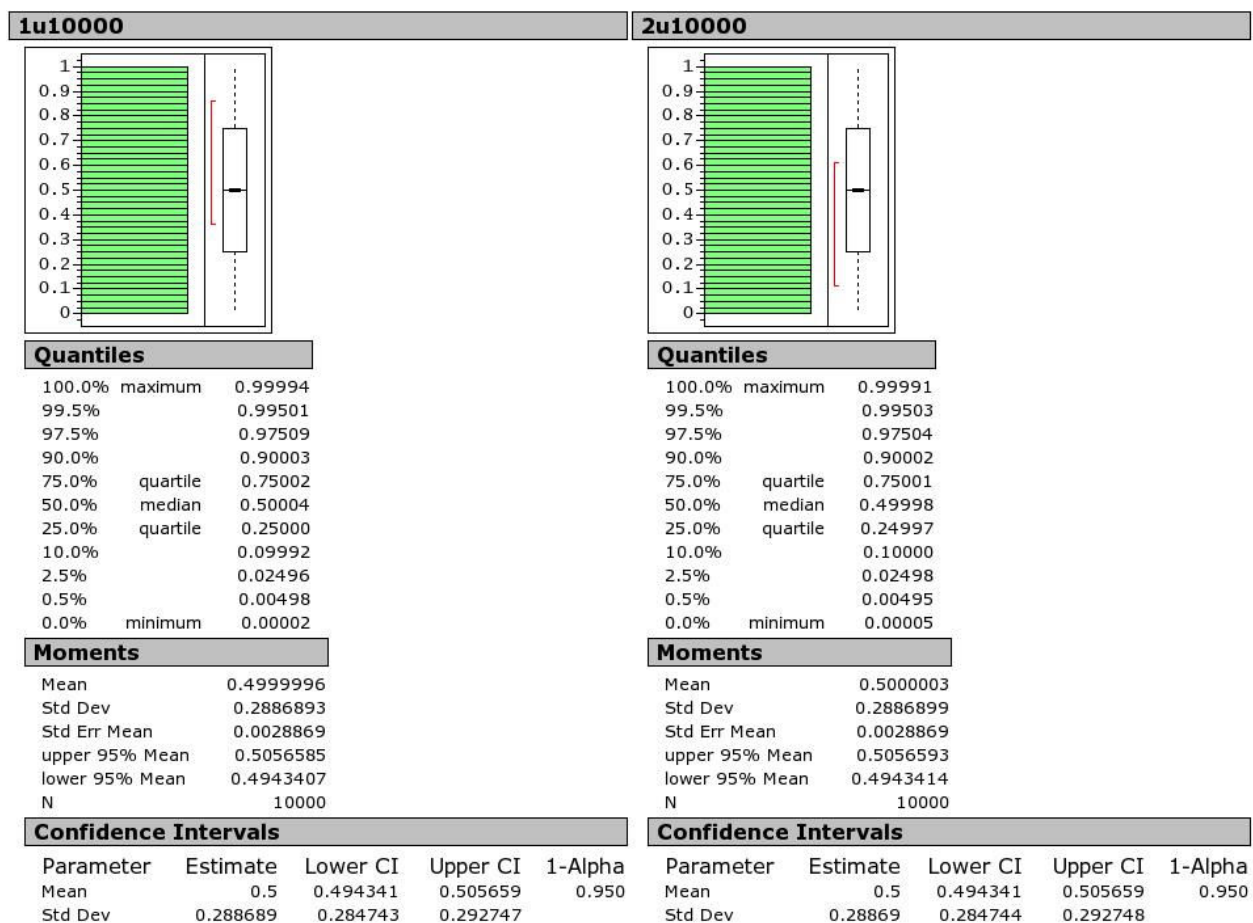 1u10000
1
0.9
0.8
0.7
0.6
0.5
0.4
0.3
0.2
0.1
0
Quantiles
100.0% maximum 0.99994
99.5% 0.99501
97.5% 0.97509
90.0% 0.90003
75.0% quartile 0.75002
50.0% median 0.50004
25.0% quartile 0.25000
10.0% 0.09992
2.5% 0.02496
0.5% 0.00498
0.0% minimum 0.00002
Moments
Mean 0.4999996
Std Dev 0.2886893
Std Err Mean 0.0028869
upper 95% Mean 0.5056585
lower 95% Mean 0.4943407
N 10000
Confidence Intervals
Parameter Estimate Lower CI Upper CI 1-Alpha
Mean 0.5 0.494341 0.505659 0.950
Std Dev 0.288689 0.284743 0.292747
2u10000
1
0.9
0.8
0.7
0.6
0.5
0.4
0.3
0.2
0.1
0
Quantiles
100.0% maximum 0.99991
99.5% 0.99503
97.5% 0.97504
90.0% 0.90002
75.0% quartile 0.75001
50.0% median 0.49998
25.0% quartile 0.24997
10.0% 0.10000
2.5% 0.02498
0.5% 0.00495
0.0% minimum 0.00005
Moments
Mean 0.5000003
Std Dev 0.2886899
Std Err Mean 0.0028869
upper 95% Mean 0.5056593
lower 95% Mean 0.4943414
N 10000
Confidence Intervals
Parameter Estimate Lower CI Upper CI 1-Alpha
Mean 0.5 0.494341 0.505659 0.950
Std Dev 0.28869 0.284744 0.292748